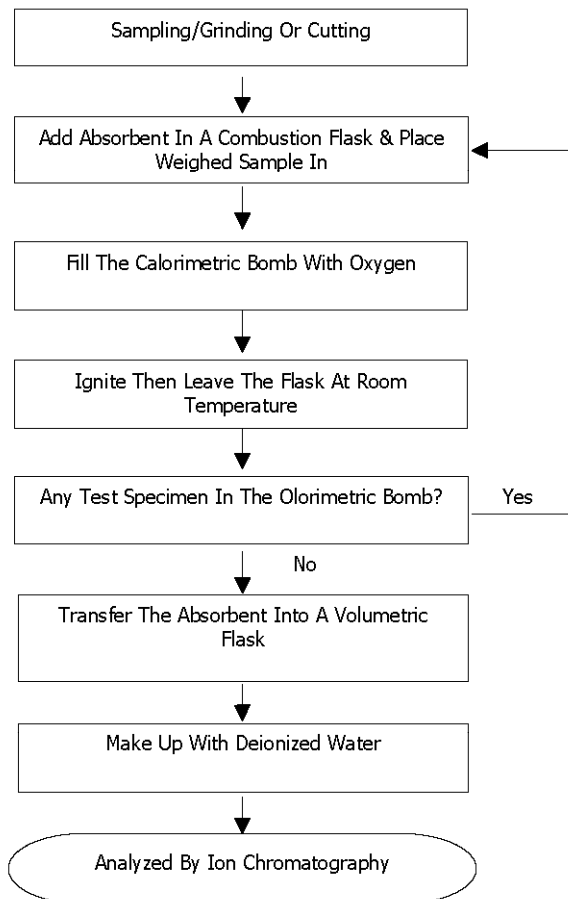 Sampling/Grinding Or Cutting
Add Absorbent In A Combustion Flask & Place
Weighed Sample In
Fill The Calorimetric Bomb With Oxygen
Ignite Then Leave The Flask At Room
Temperature
Any Test Specimen In The Olorimetric Bomb?
Yes
No
Transfer The Absorbent Into A Volumetric
Flask
Make Up With Deionized Water
Analyzed By Ion Chromatography